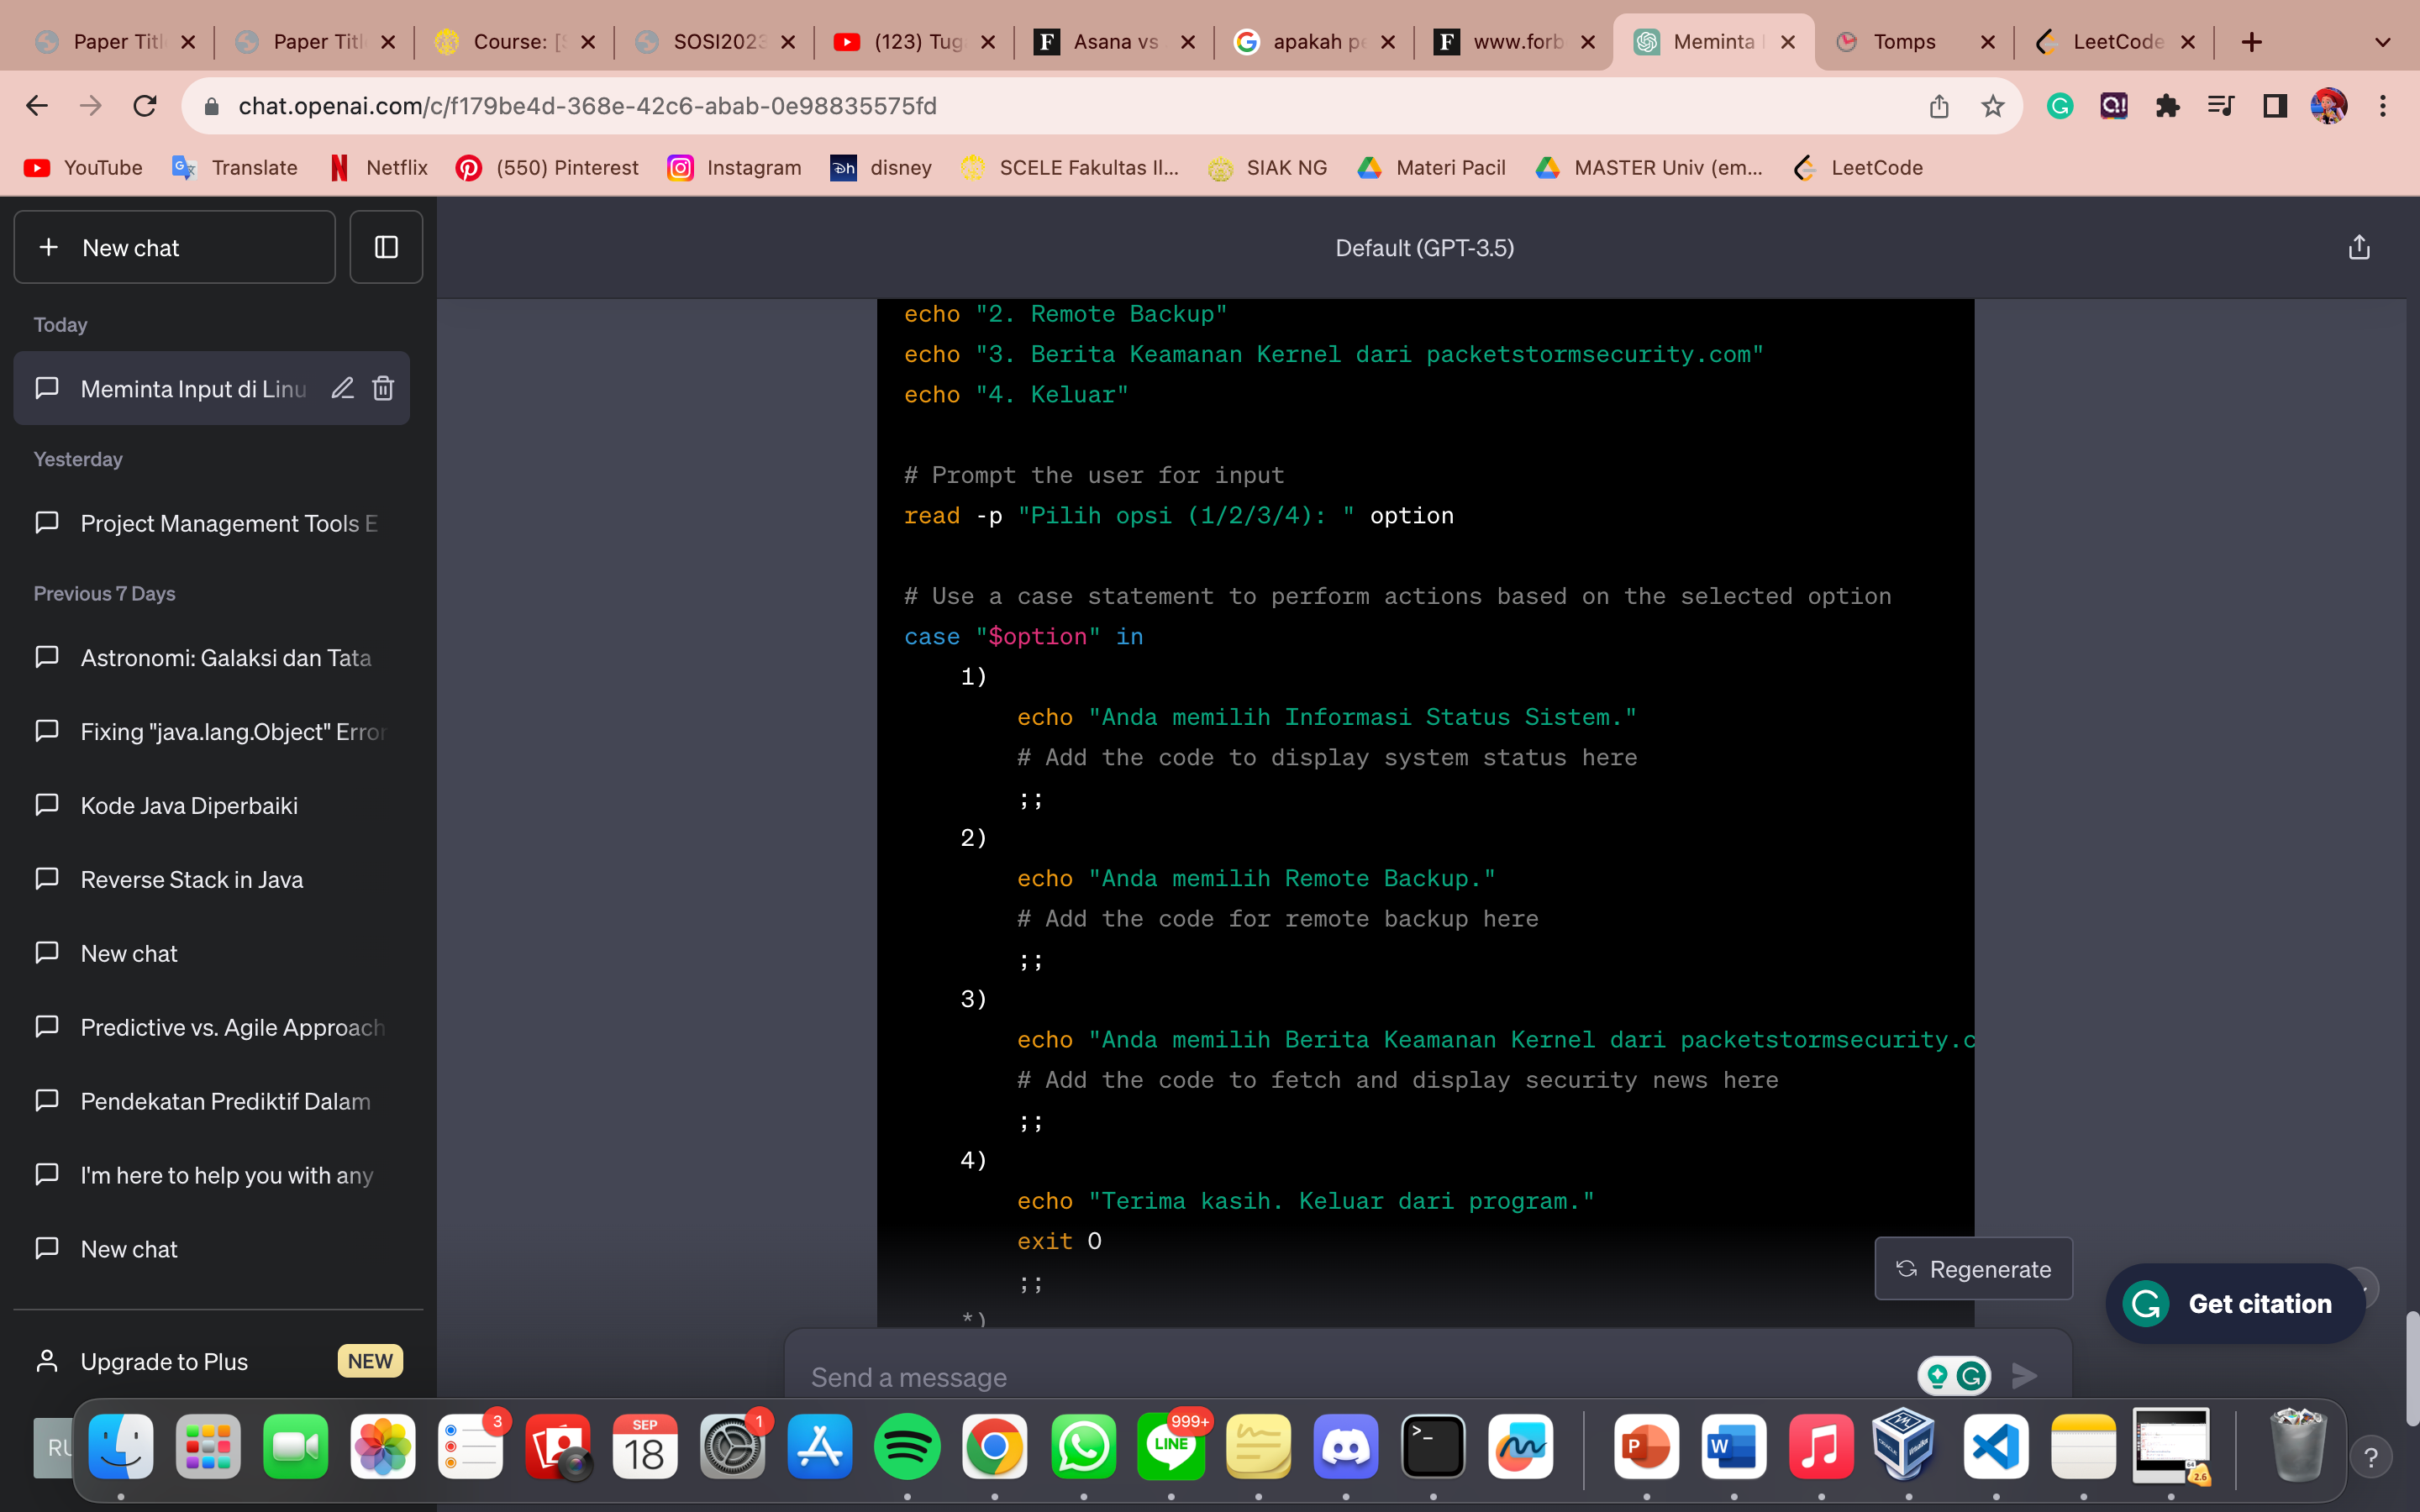 Paper Titl
Paper Titl
Course: [S
SOSI2023
(123) Tug
Asana vs
apakah pe
www.forb
Meminta I
Tomps
LeetCode
chat.openai.com/c/f179be4d-368e-42c6-abab-0e98835575fd
YouTube
Translate
Netflix
(550) Pinterest
Instagram
disney
SCELE Fakultas Il...
SIAK NG
Materi Pacil
MASTER Univ (em...
LeetCode
New chat
Today
Meminta Input di Linu
Yesterday
Project Management Tools E
Previous 7 Days
Astronomi: Galaksi dan Tata
Fixing "java.lang.Object" Error
Kode Java Diperbaiki
Reverse Stack in Java
New chat
Predictive vs. Agile Approach
Pendekatan Prediktif Dalam
I'm here to help you with any
New chat
Upgrade to Plus
NEW
RU
Default (GPT-3.5)
echo "2. Remote Backup"
echo "3. Berita Keamanan Kernel dari packetstormsecurity.com"
echo "4. Keluar"
# Prompt the user for input
read -p "Pilih opsi (1/2/3/4): " option
# Use a case statement to perform actions based on the selected option
case "$option" in
1)
echo "Anda memilih Informasi Status Sistem."
# Add the code to display system status here
;;
2)
echo "Anda memilih Remote Backup."
# Add the code for remote backup here
;;
3)
echo "Anda memilih Berita Keamanan Kernel dari packetstormsecurity.c
# Add the code to fetch and display security news here
;;
4)
echo "Terima kasih. Keluar dari program."
exit 0
;;
*)
Regenerate
Get citation
Send a message
3
SEP
18
1
999+
LINE
2.6
?